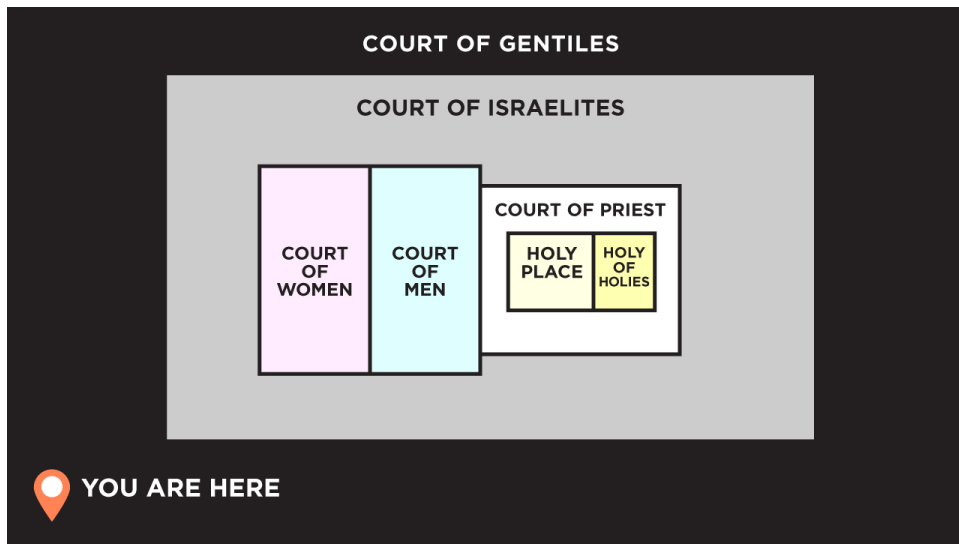 COURT OF GENTILES
COURT OF ISRAELITES
COURT
OF
WOMEN
COURT
OF
MEN
COURT OF PRIEST
HOLY
PLACE
HOLY
OF
HOLIES
YOU ARE HERE